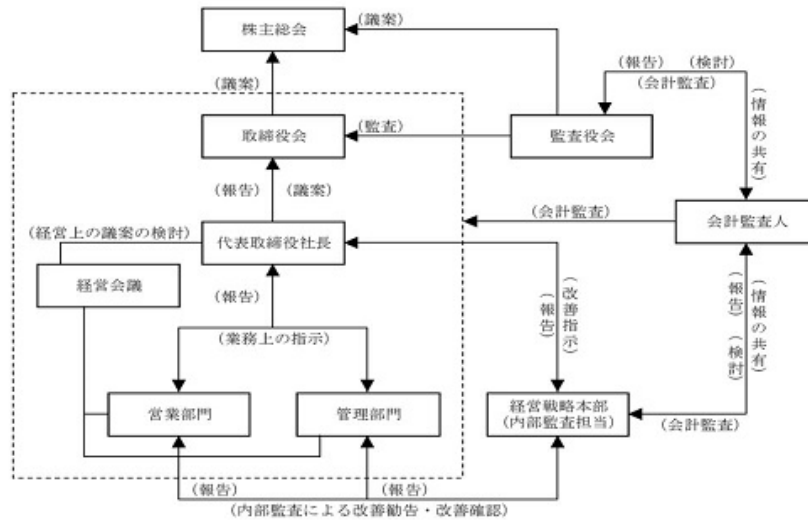 株主総会
(議案)
(報告) (検討)
(会計監査)
(議案)
取締役会
(監査)
監査役会
(情報の共有)
(報告) (議案)
(経営上の議案の検討)
代表取締役社長
(会計監査)
会計監査人
経営会議
(報告)
(改善指示)
(報告)
(情報の共有)
(報告) (検討)
(業務上の指示)
営業部門
管理部門
経営戦略本部
(内部監査担当)
(会計監査)
(報告)
(報告)
(内部監査による改善勧告・改善確認)